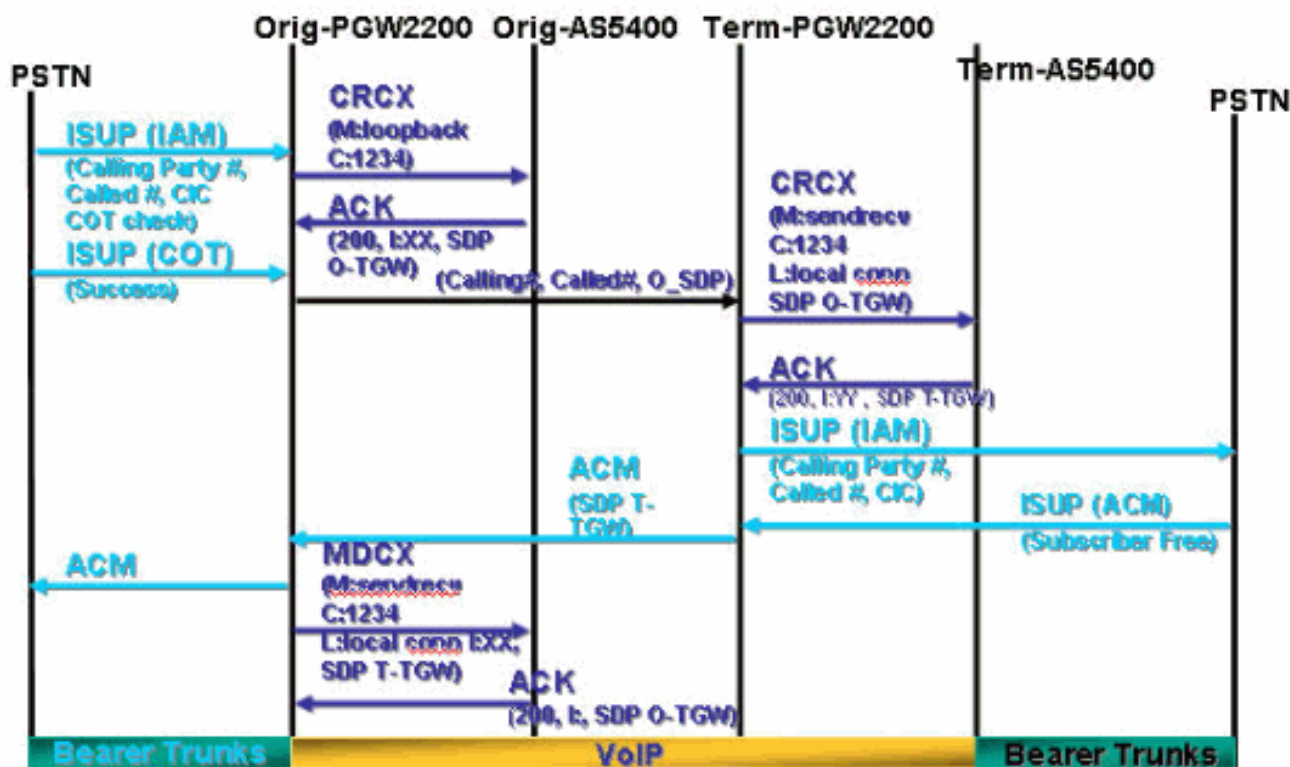 Orig-PGW2200 Orig-AS5400 Term-PGW2200
Term-AS5400
PSTN
PSTN
ISUP (IAM)
(Calling Party #,
Called #, CIC
COT check)
ISUP (COT)
(Success)
CRCX
(M:loopback
C:1234)
ACK
(200, I:XX, SDP
O-TGW)
(Calling#, Called#, O_SDP)
CRCX
(M:sendrecv
C:1234
L:local conn
SDP O-TGW)
ACK
(200, I:YY , SDP T-TGW)
ISUP (IAM)
(Calling Party #,
Called #, CIC)
ISUP (ACM)
(Subscriber Free)
ACM
(SDP T-
TGW)
ACM
MDCX
(M:sendrecv
C:1234
L:local conn I:XX,
SDP T-TGW)
ACK
(200, I:, SDP O-TGW)
Bearer Trunks
VoIP
Bearer Trunks